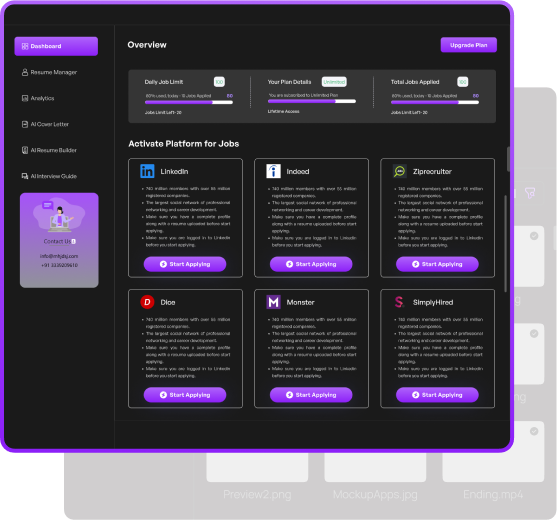 Dashboard
Resume Manager
Analytics
AI Cover Letter
AI Resume Builder
AI Interview Guide
Contact Us
Overview
Upgrade Plan
Daily Job Limit
100
80% used, today - 9 Jobs Applied
80
Jobs Limit Left- 20
Your Plan Details
Unlimited
You are subscribed to Unlimited Plan
Lifetime Access
Total Jobs Applied
100
60% used, today - 9 Jobs Applied
80
Jobs Limit Left- 20
Activate Platform for Jobs
LinkedIn
740 million members with over 55 million
registered companies.
The largest social network of professional
networking and career development.
Make sure you have a complete profile
along with a resume uploaded before start
applying.
Make sure you are logged in to LinkedIn
before you start applying.
Start Applying
Indeed
740 million members with over 55 million
registered companies.
The largest social network of professional
networking and career development.
Make sure you have a complete profile
along with a resume uploaded before start
applying.
Make sure you are logged in to LinkedIn
before you start applying.
Start Applying
Ziprecruiter
740 million members with over 55 million
registered companies.
The largest social network of professional
networking and career development.
Make sure you have a complete profile
along with a resume uploaded before start
applying.
Make sure you are logged in to LinkedIn
before you start applying.
Start Applying
Dice
740 million members with over 55 million
registered companies.
The largest social network of professional
networking and career development.
Make sure you have a complete profile
along with a resume uploaded before start
applying.
Make sure you are logged in to LinkedIn
before you start applying.
Start Applying
Monster
740 million members with over 55 million
registered companies.
The largest social network of professional
networking and career development.
Make sure you have a complete profile
along with a resume uploaded before start
applying.
Make sure you are logged in to LinkedIn
before you start applying.
Start Applying
SimplyHired
740 million members with over 55 million
registered companies.
The largest social network of professional
networking and career development.
Make sure you have a complete profile
along with a resume uploaded before start
applying.
Make sure you are logged in to LinkedIn
before you start applying.
Start Applying
Preview2.png
MockupApps.jpg
Ending.mp4